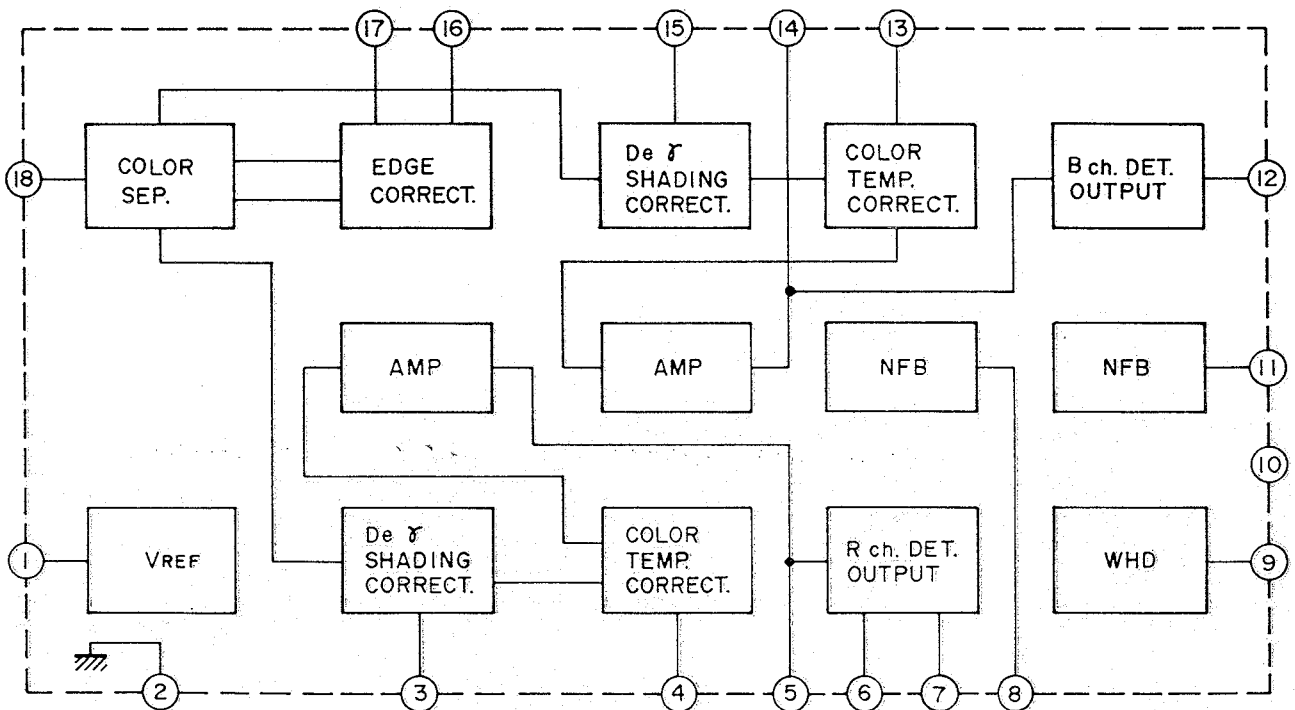 17 16 15 14 13
18
COLOR
SEP.
EDGE
CORRECT.
De γ
SHADING
CORRECT.
COLOR
TEMP.
CORRECT.
B ch. DET.
OUTPUT
12
AMP
AMP
NFB
NFB
11
10
1
VREF
De γ
SHADING
CORRECT.
COLOR
TEMP.
CORRECT.
R ch. DET.
OUTPUT
WHD
9
2 3 4 5 6 7 8